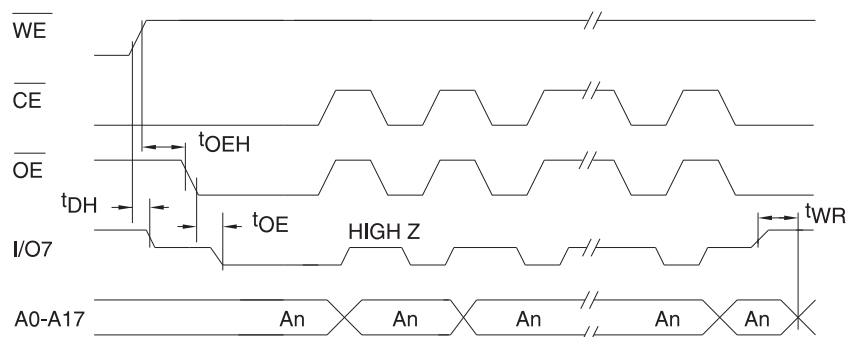 WE
CE
tOEH
OE
tDH
tOE
HIGH Z
tWR
I/O7
A0-A17 An An An An An